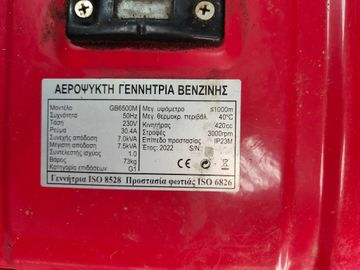 ΑΕΡΟΨΥΚΤΗ ΓΕΝΝΗΤΡΙΑ ΒΕΝΖΙΝΗΣ
Μοντέλο GB6500M Μεγ. υψόμετρο ≤1000m
Συχνότητα 50Hz Μεγ. θερμοκρ. περιβάλ. 40°C
Τάση 230V Κινητήρας 420cc
Ρεύμα 30,4A Στροφές 3000rpm
Συνεχής απόδοση 7.0kVA Επίπεδο προστασίας IP23M
Μέγιστη απόδοση 7.5kVA Έτος: 2022 S/N:
Συντελεστής ισχύος 1.0
Βάρος 73kg CE
Κατηγορία επιδόσεων G1
Γεννήτρια ISO 8528 Προστασία φωτιάς ISO 6826